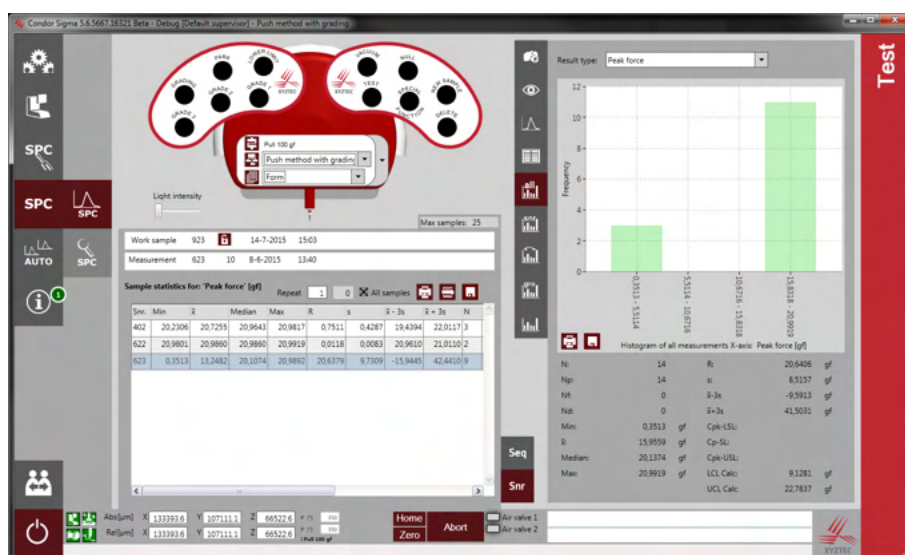 Condor Sigma 5.6.5667.16321 Beta - Debug [Default supervisor] - Push method with grading
Test
SPC
SPC
SPC
AUTO
SPC
1
GRADING
PARK
LOWER LIMIT
GRADE
GRADE
GRADE
XYZTEC
VACUUM
NULL
NEW SAMPLE
TEST
SPECIAL FUNCTION
DELETE
XYZTEC
Pull 100 gf
Push method with grading
Form
Light intensity
1
Max samples: 25
Work sample 923 14-7-2015 15:03
Measurement 623 10 8-6-2015 13:40
Sample statistics for: 'Peak force' [gf] Repeat 1 0 All samples
Snr. Min x̄ Median Max R s x̄ - 3s x̄ + 3s N
402 20,2306 20,7255 20,9643 20,9817 0,7511 0,4287 19,4394 22,0117 3
622 20,9801 20,9860 20,9860 20,9919 0,0118 0,0083 20,9610 21,0110 2
623 0,3513 13,2482 20,1074 20,9892 20,6379 9,7309 -15,9445 42,4410 9
Result type: Peak force
Frequency
12
10
8
6
4
2
0
0,3513 - 5,5114
5,5114 - 10,6716
10,6716 - 15,8318
15,8318 - 20,9919
Histogram of all measurements X-axis: Peak force [gf]
N: 14 R: 20,6406 gf
Np: 14 s: 8,5157 gf
Nf: 0 x̄-3s -9,5913 gf
Nd: 0 x̄+3s 41,5031 gf
Min: 0,3513 gf Cpk-LSL:
x̄: 15,9559 gf Cp-SL:
Median: 20,1374 gf Cpk-USL:
Max: 20,9919 gf LCL Calc: 9,1281 gf
UCL Calc: 22,7837 gf
all
Seq
Snr
Abs[µm] X 133393.6 Y 107111.1 Z 66522.6
Rel[µm] X 133393.6 Y 107111.1 Z 66522.6
Pull 100 gf
Home
Zero
Abort
Air valve 1
Air valve 2
XYZTEC